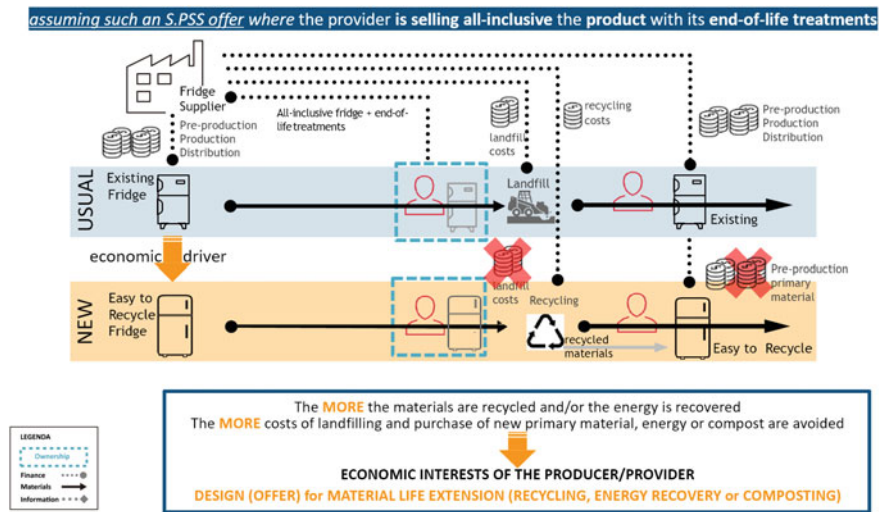 assuming such an S.PSS offer where the provider is selling all-inclusive the product with its end-of-life treatments
Fridge
Supplier
Pre-production
Production
Distribution
All-inclusive fridge + end-of-
life treatments
landfill
costs
recycling
costs
Pre-production
Production
Distribution
USUAL
Existing
Fridge
Landfill
Existing
economic driver
landfill
costs
Pre-production
primary
material
NEW
Easy to
Recycle
Fridge
Recycling
recycled
materials
Easy to Recycle
The MORE the materials are recycled and/or the energy is recovered
The MORE costs of landfilling and purchase of new primary material, energy or compost are avoided
ECONOMIC INTERESTS OF THE PRODUCER/PROVIDER
DESIGN (OFFER) for MATERIAL LIFE EXTENSION (RECYCLING, ENERGY RECOVERY or COMPOSTING)
LEGENDA
Ownership
Finance
Materials
Information